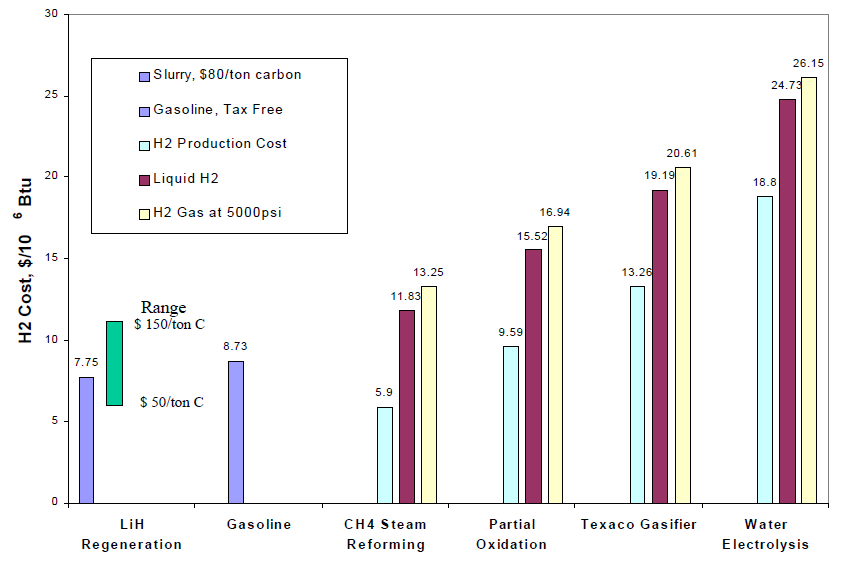 30
25
20
15
10
5
0
H2 Cost, $/10 6 Btu
Slurry, $80/ton carbon
Gasoline, Tax Free
H2 Production Cost
Liquid H2
H2 Gas at 5000psi
Range
$ 150/ton C
$ 50/ton C
7.75
8.73
5.9
11.83
13.25
9.59
15.52
16.94
13.26
19.19
20.61
18.8
24.73
26.15
LiH
Regeneration
Gasoline
CH4 Steam
Reforming
Partial
Oxidation
Texaco Gasifier
Water
Electrolysis